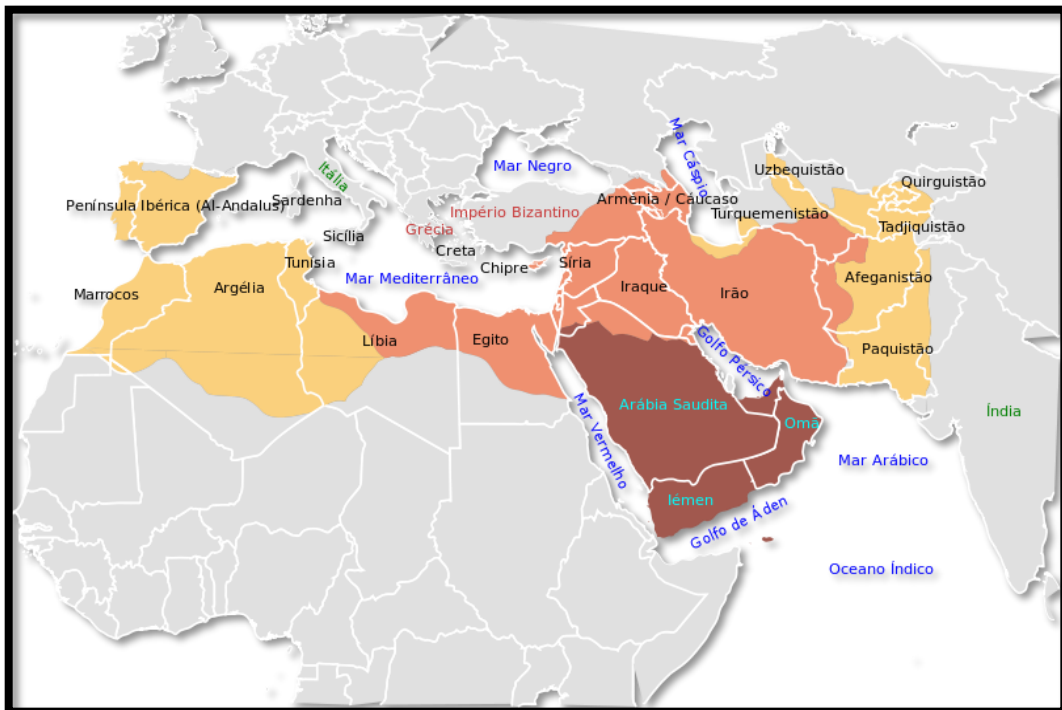 Mar Cáspio
Mar Negro
Uzbequistão
Itália
Quirguistão
Península Ibérica (Al-Andalus)
Sardenha
Arménia / Cáucaso
Império Bizantino
Turquemenistão
Grécia
Tadjiquistão
Sicília
Creta
Tunísia
Síria
Chipre
Mar Mediterrâneo
Afeganistão
Marrocos
Argélia
Iraque
Irão
Líbia
Egito
Paquistão
Golfo Pérsico
Arábia Saudita
Índia
Omã
Mar Vermelho
Mar Arábico
Iémen
Golfo de Áden
Oceano Índico